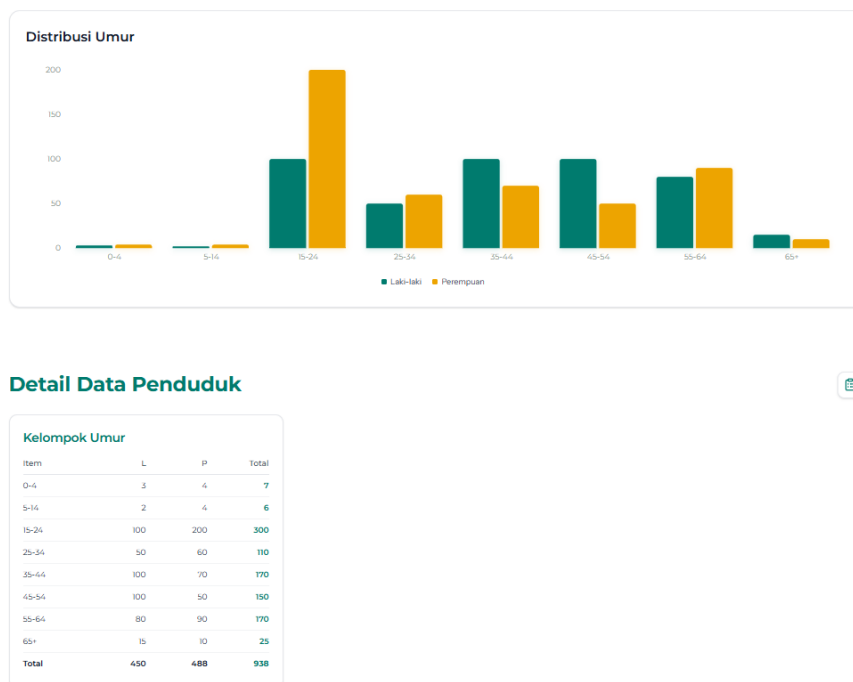 Distribusi Umur
200
150
100
50
0
0-4 5-14 15-24 25-34 35-44 45-54 55-64 65+
Laki-laki Perempuan
Detail Data Penduduk
Kelompok Umur
Item L P Total
0-4 3 4 7
5-14 2 4 6
15-24 100 200 300
25-34 50 60 110
35-44 100 70 170
45-54 100 50 150
55-64 80 90 170
65+ 15 10 25
Total 450 488 938